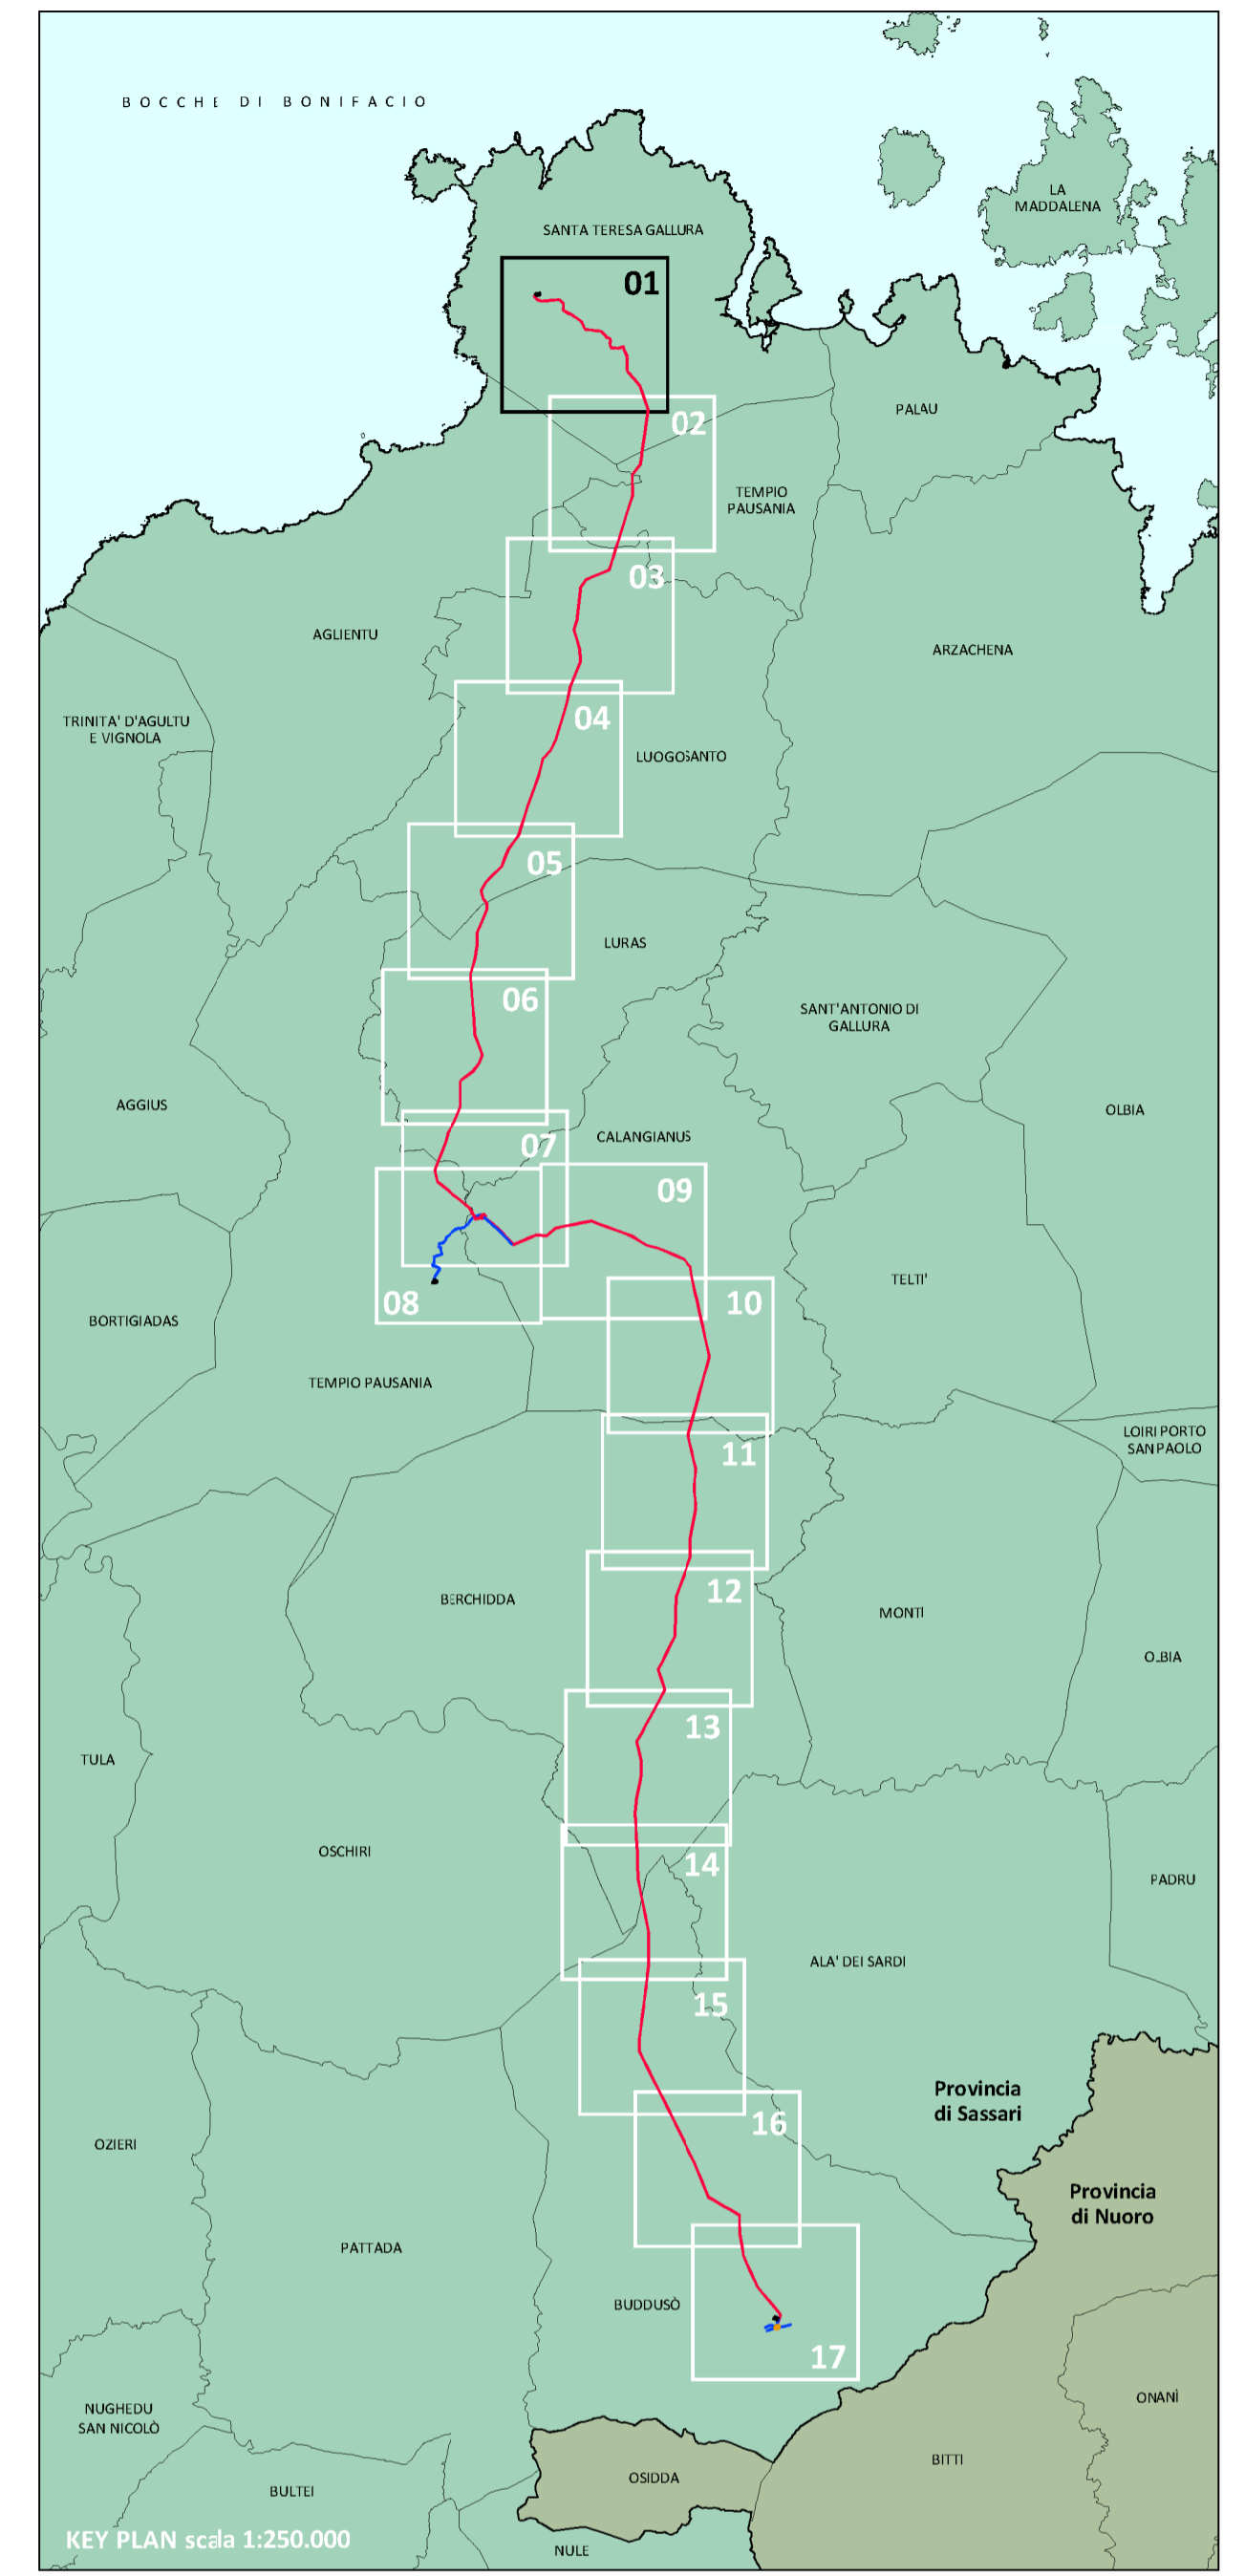 BOCCHE DI BONIFACIO
LA
MADDALENA
SANTA TERESA GALLURA
01
PALAU
02
TEMPIO
PAUSANIA
03
AGLIENTU
ARZACHENA
04
TRINITA' D'AGULTU
E VIGNOLA
LUOGOSANTO
05
LURAS
06
SANT'ANTONIO DI
GALLURA
AGGIUS
OLBIA
CALANGIANUS
07
09
TELTI'
08
10
BORTIGIADAS
TEMPIO PAUSANIA
LOIRI PORTO
SAN PAOLO
11
12
BERCHIDDA
MONTI
OLBIA
13
TULA
OSCHIRI
14
PADRU
ALA' DEI SARDI
15
Provincia
di Sassari
16
OZIERI
Provincia
di Nuoro
PATTADA
BUDDUSÒ
17
ONANÌ
NUGHEDU
SAN NICOLÒ
BITTI
OSIDDA
BULTEI
KEY PLAN scala 1:250.000
NULE